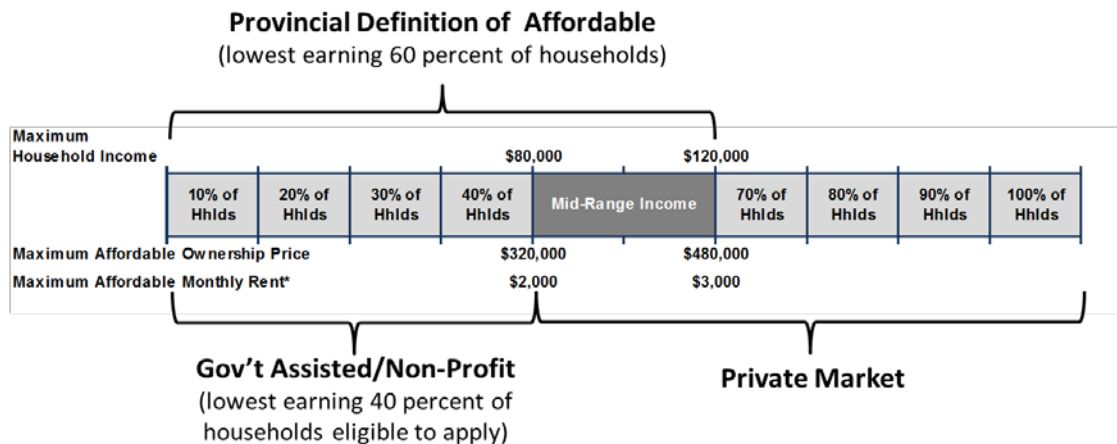 Provincial Definition of Affordable
(lowest earning 60 percent of households)
Maximum
Household Income
$80,000
$120,000
10% of
Hhlds
20% of
Hhlds
30% of
Hhlds
40% of
Hhlds
Mid-Range Income
70% of
Hhlds
80% of
Hhlds
90% of
Hhlds
100% of
Hhlds
Maximum Affordable Ownership Price
$320,000
$480,000
Maximum Affordable Monthly Rent*
$2,000
$3,000
Gov’t Assisted/Non-Profit
(lowest earning 40 percent of
households eligible to apply)
Private Market